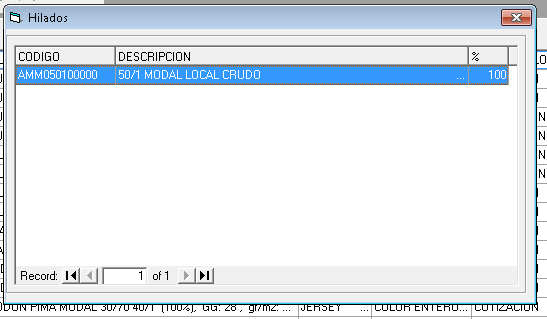 Hilados
CODIGO DESCRIPCION %
AMM050100000 50/1 MODAL LOCAL CRUDO ... 100
Record: 1 of 1
PIMA MODAL 30/70 40/1 (100%), GG: 28 , gr/m2: ... JERSEY ... COLOR ENTERO... COTIZACION